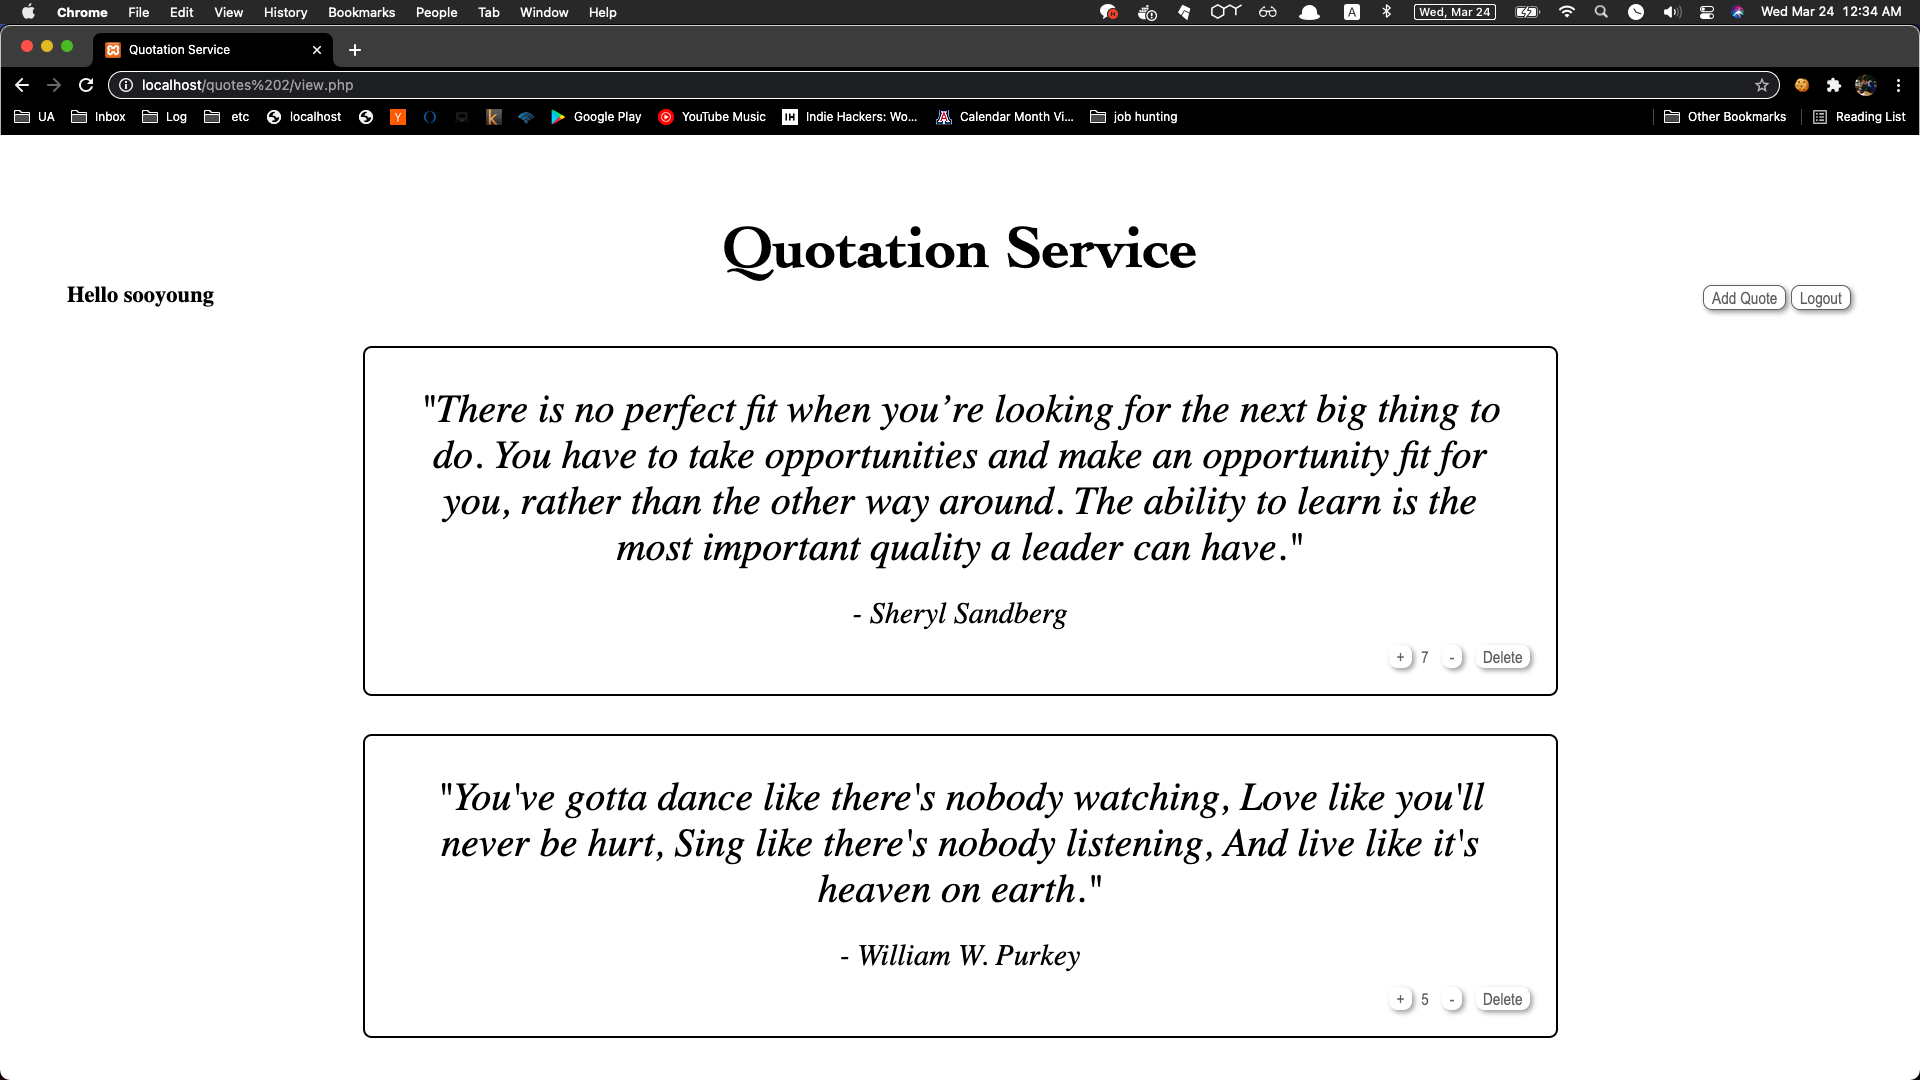 Chrome File Edit View History Bookmarks People Tab Window Help A Wed, Mar 24 Wed Mar 24 12:34 AM
Quotation Service
localhost/quotes%202/view.php
UA Inbox Log etc localhost Y k Google Play YouTube Music IH Indie Hackers: Wo... A Calendar Month Vi... job hunting Other Bookmarks Reading List
Quotation Service
Hello sooyoung Add Quote Logout
"There is no perfect fit when you’re looking for the next big thing to
do. You have to take opportunities and make an opportunity fit for
you, rather than the other way around. The ability to learn is the
most important quality a leader can have."
- Sheryl Sandberg
+ 7 - Delete
"You've gotta dance like there's nobody watching, Love like you'll
never be hurt, Sing like there's nobody listening, And live like it's
heaven on earth."
- William W. Purkey
+ 5 - Delete